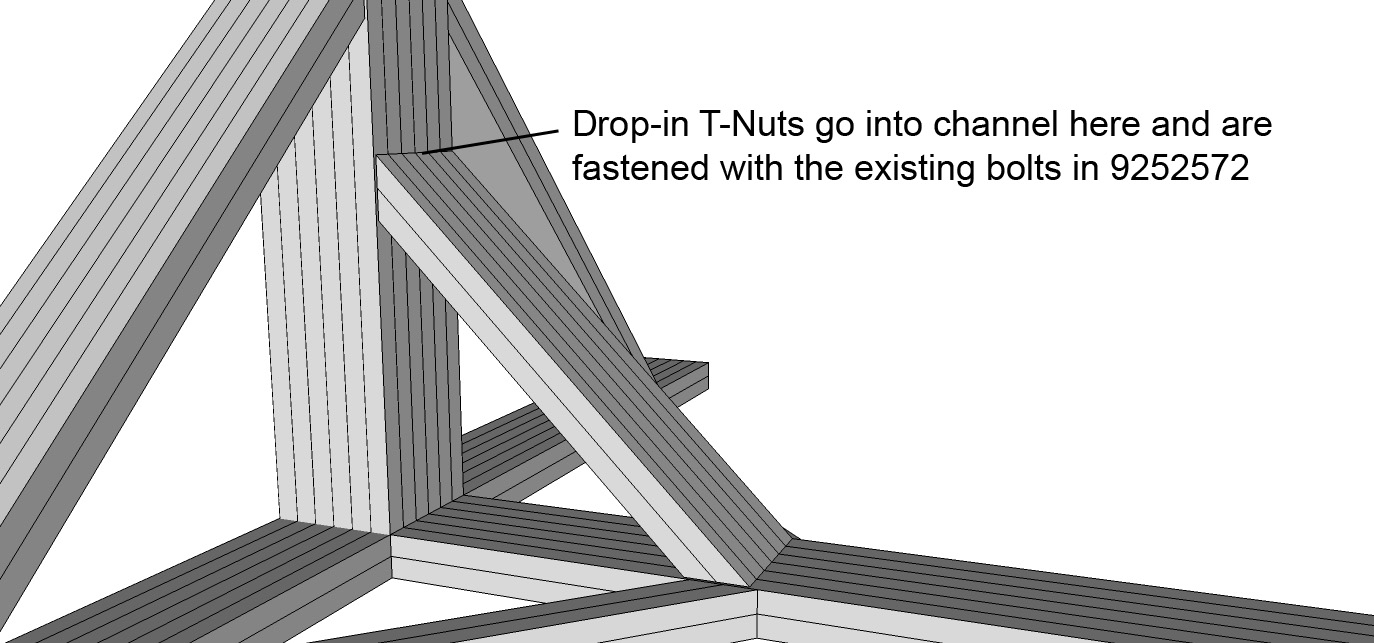 Drop-in T-Nuts go into channel here and are
fastened with the existing bolts in 9252572